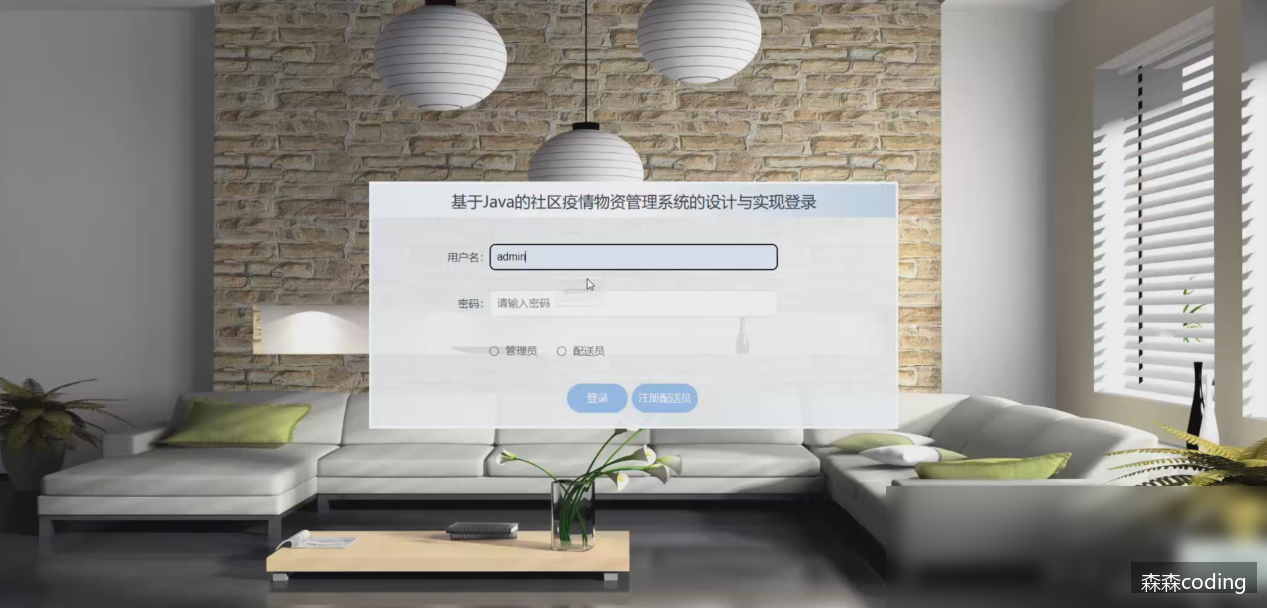 基于Java的社区疫情物资管理系统的设计与实现登录
用户名: admin
密码: 请输入密码
管理员 配送员
登录 注册配送员
森森coding